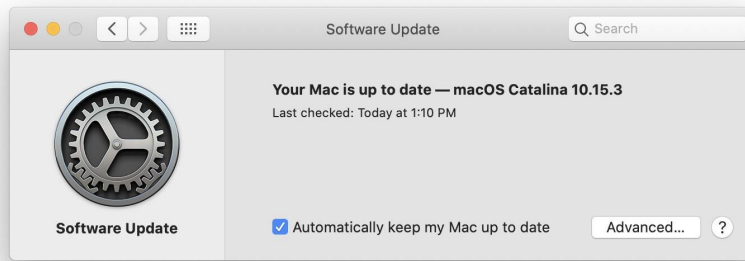 Software Update
Search
Your Mac is up to date — macOS Catalina 10.15.3
Last checked: Today at 1:10 PM
Software Update
Automatically keep my Mac up to date
Advanced...
?